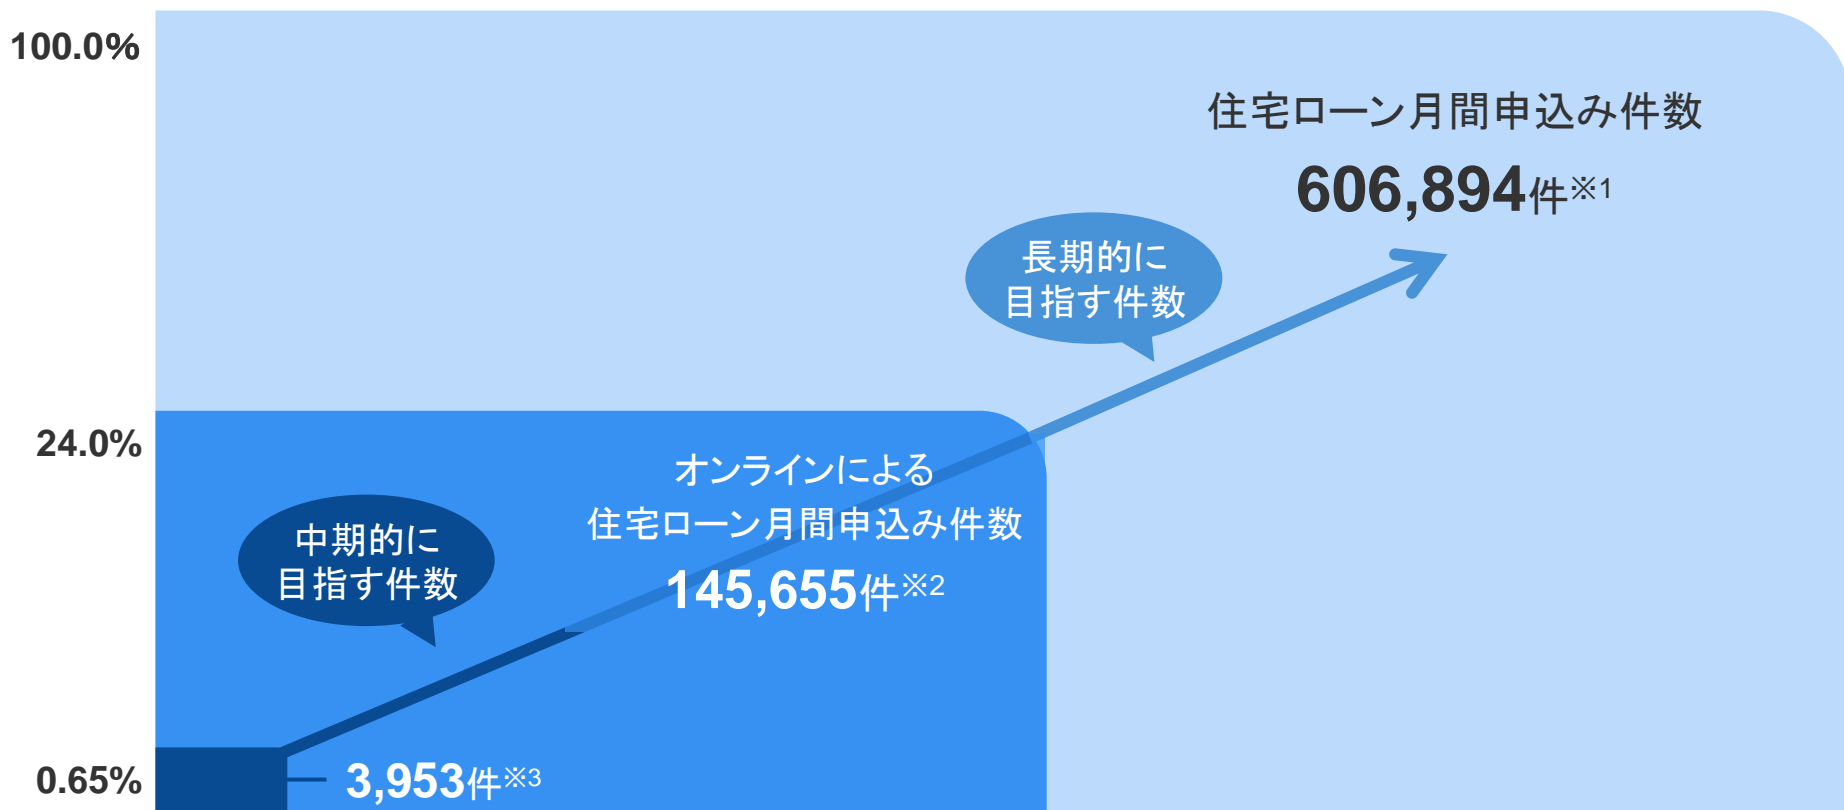 100.0%
住宅ローン月間申込み件数
606,894件※1
長期的に
目指す件数
24.0%
オンラインによる
住宅ローン月間申込み件数
145,655件※2
中期的に
目指す件数
0.65%
3,953件※3